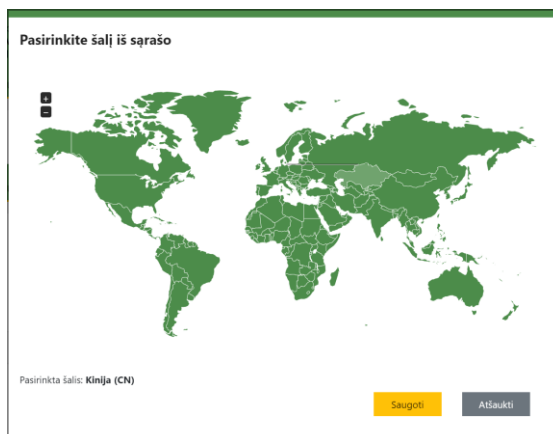 Pasirinkite šalį iš sąrašo
+
−
Pasirinkta šalis: Kinija (CN)
Saugoti
Atšaukti